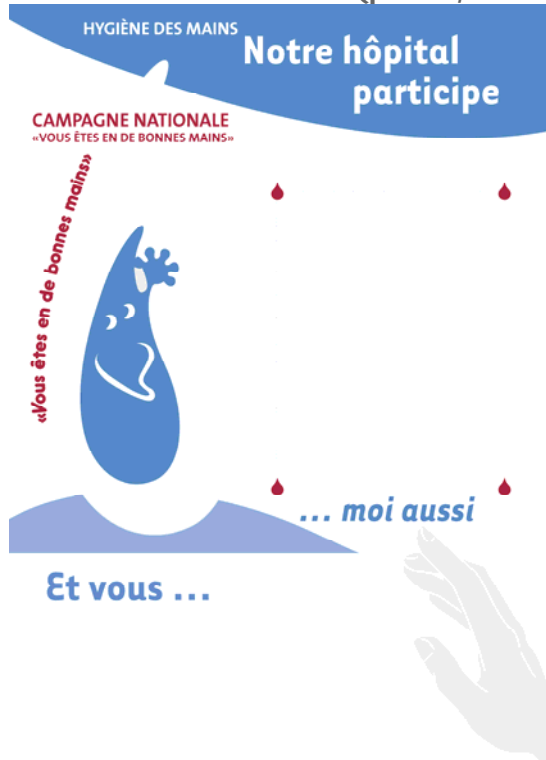 HYGIÈNE DES MAINS
Notre hôpital
participe
CAMPAGNE NATIONALE
«VOUS ÊTES EN DE BONNES MAINS»
«Vous êtes en de bonnes mains»
... moi aussi
Et vous ...